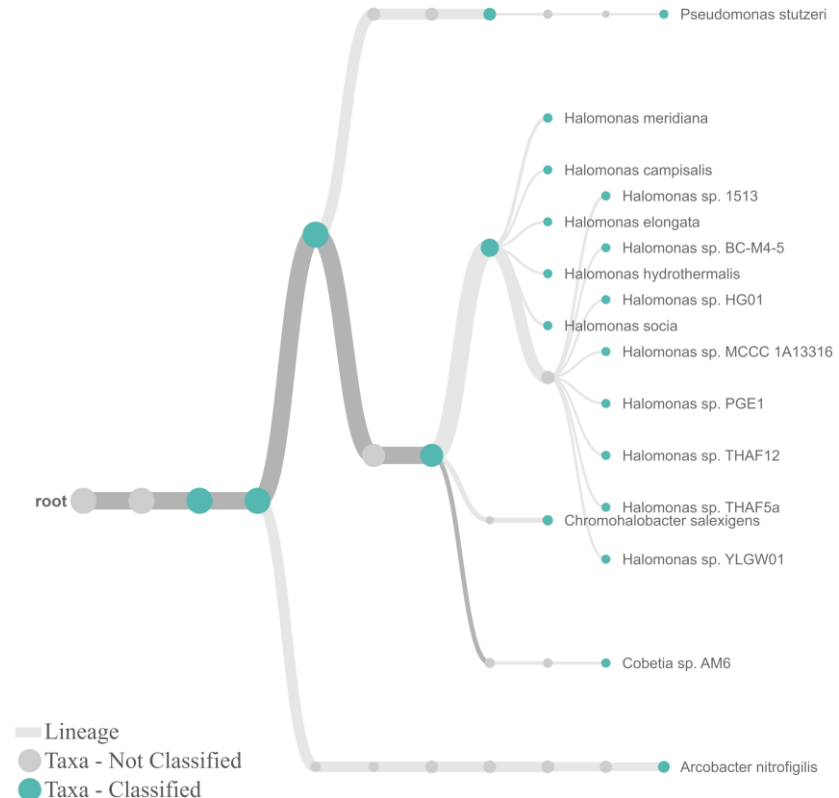 Pseudomonas stutzeri
Halomonas meridiana
Halomonas campisalis
Halomonas sp. 1513
Halomonas elongata
Halomonas sp. BC-M4-5
Halomonas hydrothermalis
Halomonas sp. HG01
Halomonas socia
Halomonas sp. MCCC 1A13316
Halomonas sp. PGE1
Halomonas sp. THAF12
root
Halomonas sp. THAF5a
Chromohalobacter salexigens
Halomonas sp. YLGW01
Cobetia sp. AM6
Lineage
Taxa - Not Classified
Arcobacter nitrofigilis
Taxa - Classified